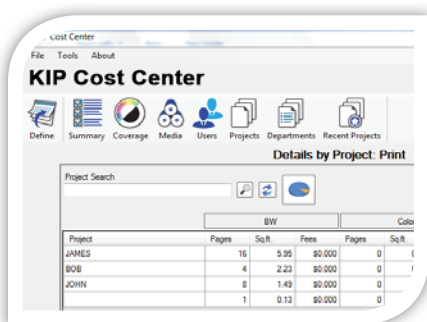 Cost Center
File Tools About
KIP Cost Center
Define Summary Coverage Media Users Projects Departments Recent Projects
Details by Project: Print
Project Search
BW Color
Project Pages Sq.ft. Fees Pages Sq.ft.
JAMES 16 5.95 $0.000 0
BOB 4 2.23 $0.000 0
JOHN 8 1.49 $0.000 0
1 0.13 $0.000 0